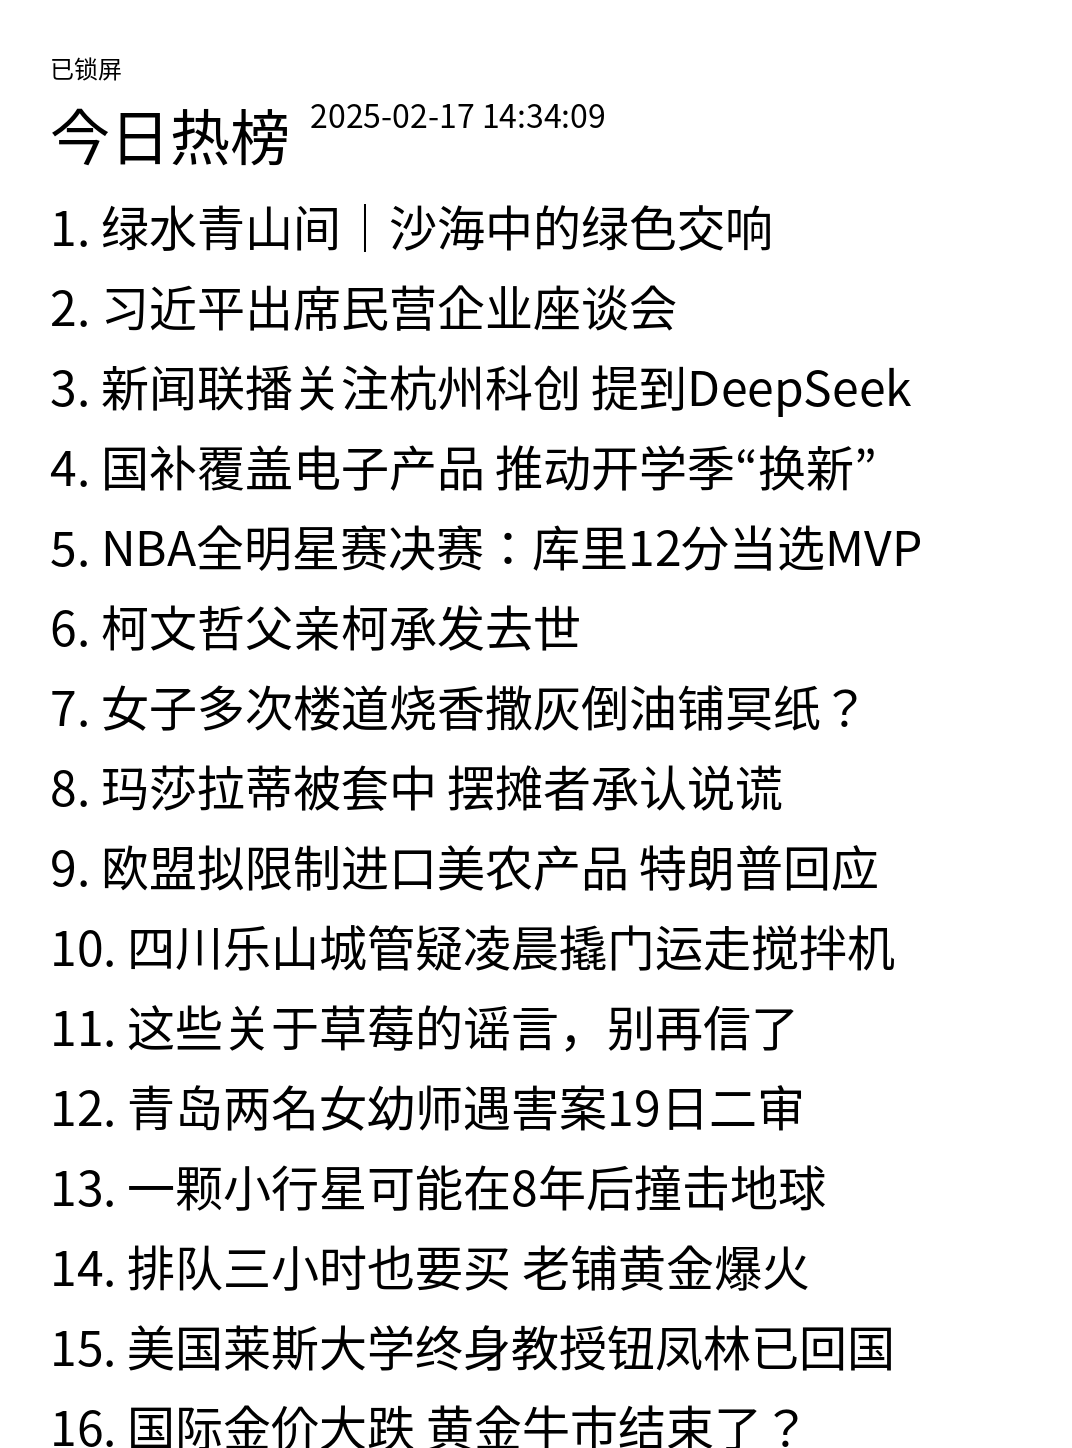 已锁屏
今日热榜 2025-02-17 14:34:09
1. 绿水青山间｜沙海中的绿色交响
2. 习近平出席民营企业座谈会
3. 新闻联播关注杭州科创 提到DeepSeek
4. 国补覆盖电子产品 推动开学季“换新”
5. NBA全明星赛决赛：库里12分当选MVP
6. 柯文哲父亲柯承发去世
7. 女子多次楼道烧香撒灰倒油铺冥纸？
8. 玛莎拉蒂被套中 摆摊者承认说谎
9. 欧盟拟限制进口美农产品 特朗普回应
10. 四川乐山城管疑凌晨撬门运走搅拌机
11. 这些关于草莓的谣言，别再信了
12. 青岛两名女幼师遇害案19日二审
13. 一颗小行星可能在8年后撞击地球
14. 排队三小时也要买 老铺黄金爆火
15. 美国莱斯大学终身教授钮凤林已回国
16. 国际金价大跌 黄金牛市结束了？